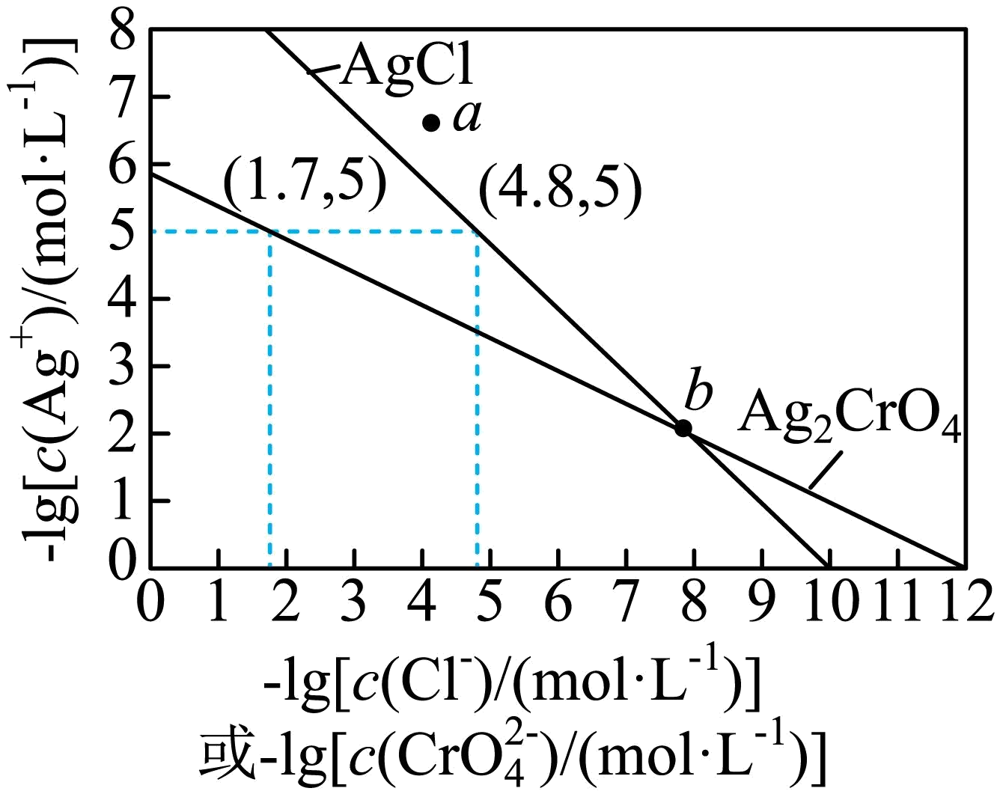 -lg[c(Ag⁺)/(mol·L⁻¹)]
8
7
6
5
4
3
2
1
0
AgCl
a
(1.7,5)
(4.8,5)
b
Ag₂CrO₄
0 1 2 3 4 5 6 7 8 9 10 11 12
-lg[c(Cl⁻)/(mol·L⁻¹)]
或-lg[c(CrO₄²⁻)/(mol·L⁻¹)]